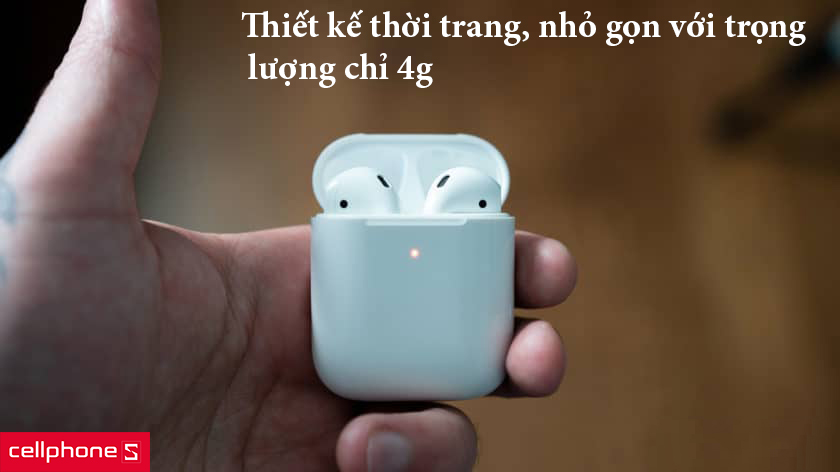 Thiết kế thời trang, nhỏ gọn với trọng
lượng chỉ 4g
cellphone S